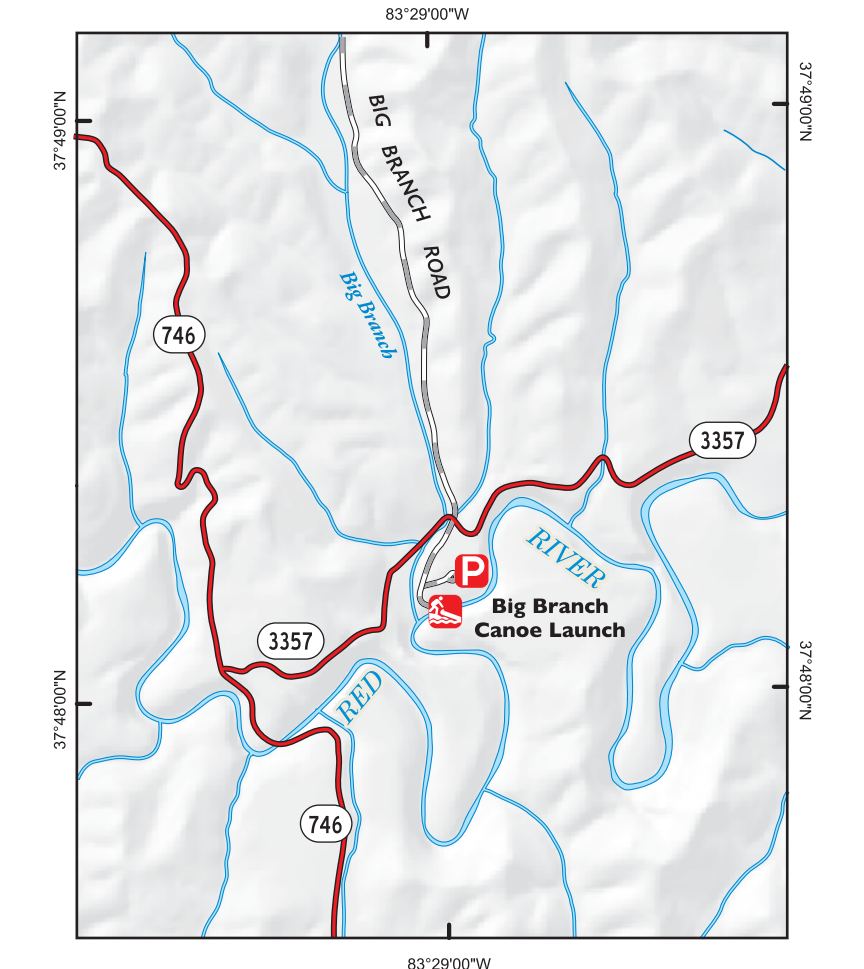 83°29'00"W
37°49'00"N
37°49'00"N
BIG BRANCH ROAD
Big Branch
746
3357
RIVER
P
Big Branch
Canoe Launch
3357
RED
37°48'00"N
37°48'00"N
746
83°29'00"W